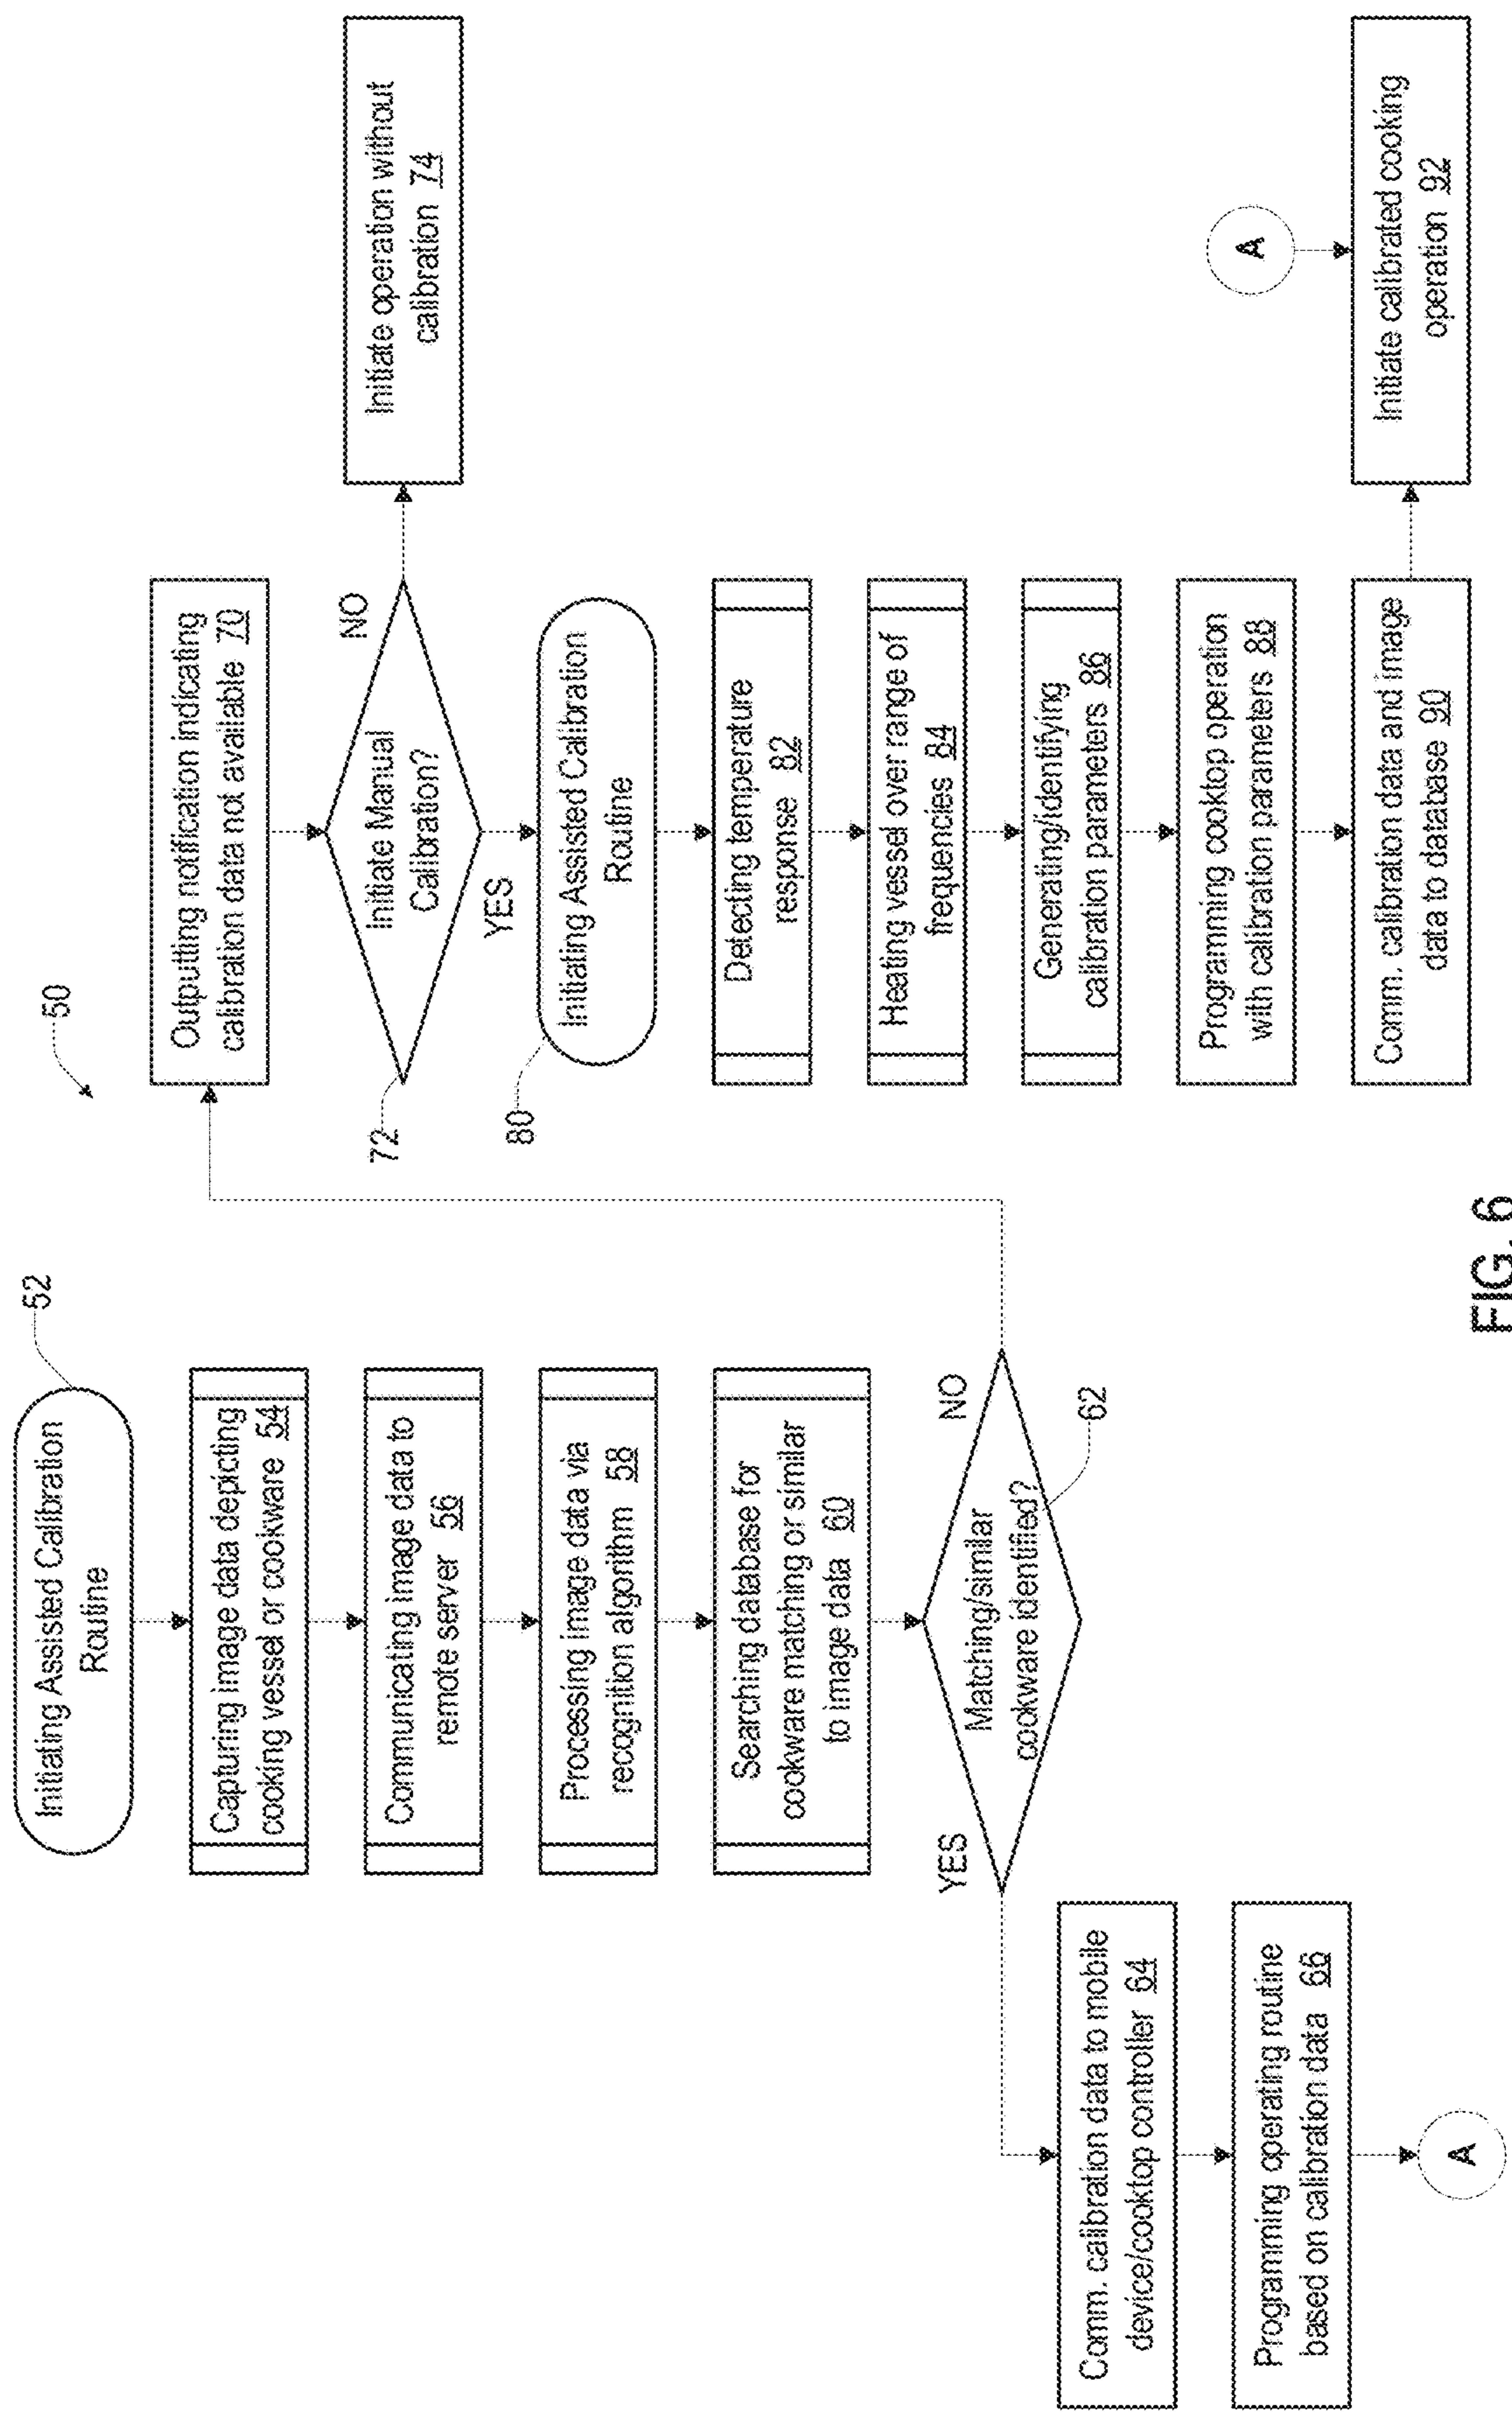 50
52
Initiating Assisted Calibration
Routine
Capturing image data depicting
cooking vessel or cookware 54
Communicating image data to
remote server 56
Processing image data via
recognition algorithm 58
Searching database for
cookware matching or similar
to image data 60
Matching/similar
cookware identified?
62
YES
NO
Comm. calibration data to mobile
device/cooktop controller 64
Programming operating routine
based on calibration data 66
A
Outputting notification indicating
calibration data not available 70
Initiate Manual
Calibration?
72
NO
YES
Initiate operation without
calibration 74
80
Initiating Assisted Calibration
Routine
Detecting temperature
response 82
Heating vessel over range of
frequencies 84
Generating/identifying
calibration parameters 86
Programming cooktop operation
with calibration parameters 88
Comm. calibration data and image
data to database 90
A
Initiate calibrated cooking
operation 92
FIG. 6